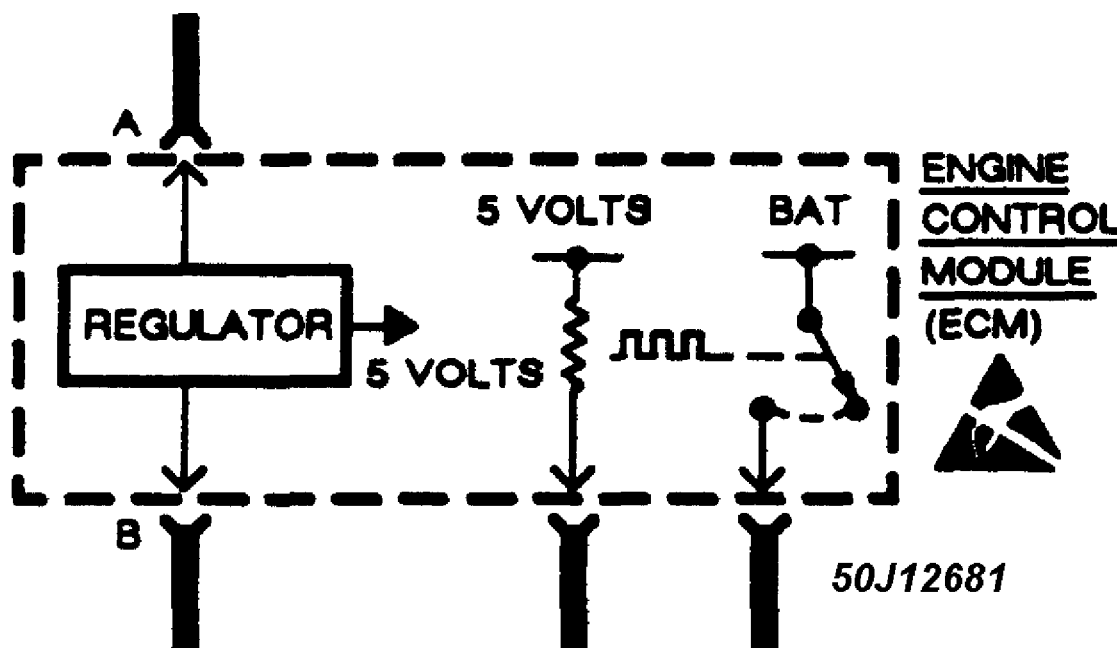 A
ENGINE
CONTROL
MODULE
(ECM)
5 VOLTS
BAT
REGULATOR
5 VOLTS
B
50J12681